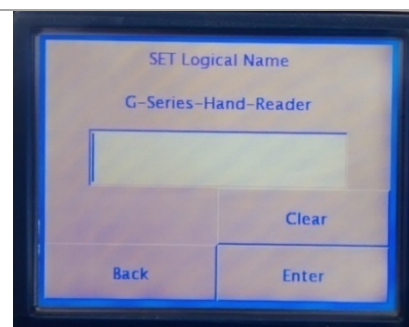 SET Logical Name
G-Series-Hand-Reader
Clear
Back
Enter